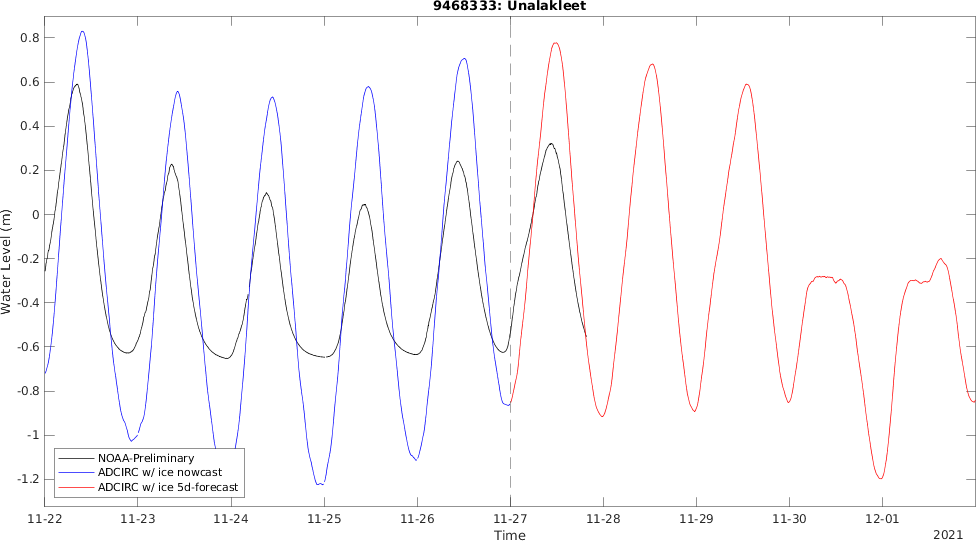 9468333: Unalakleet
Water Level (m)
0.8
0.6
0.4
0.2
0
-0.2
-0.4
-0.6
-0.8
-1
-1.2
NOAA-Preliminary
ADCIRC w/ ice nowcast
ADCIRC w/ ice 5d-forecast
11-22 11-23 11-24 11-25 11-26 11-27 11-28 11-29 11-30 12-01
Time
2021